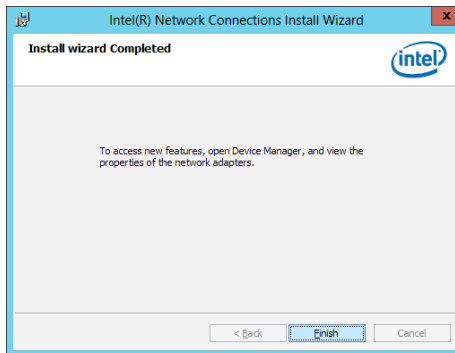 Intel(R) Network Connections Install Wizard
x
Install wizard Completed
intel
To access new features, open Device Manager, and view the
properties of the network adapters.
< Back
Finish
Cancel